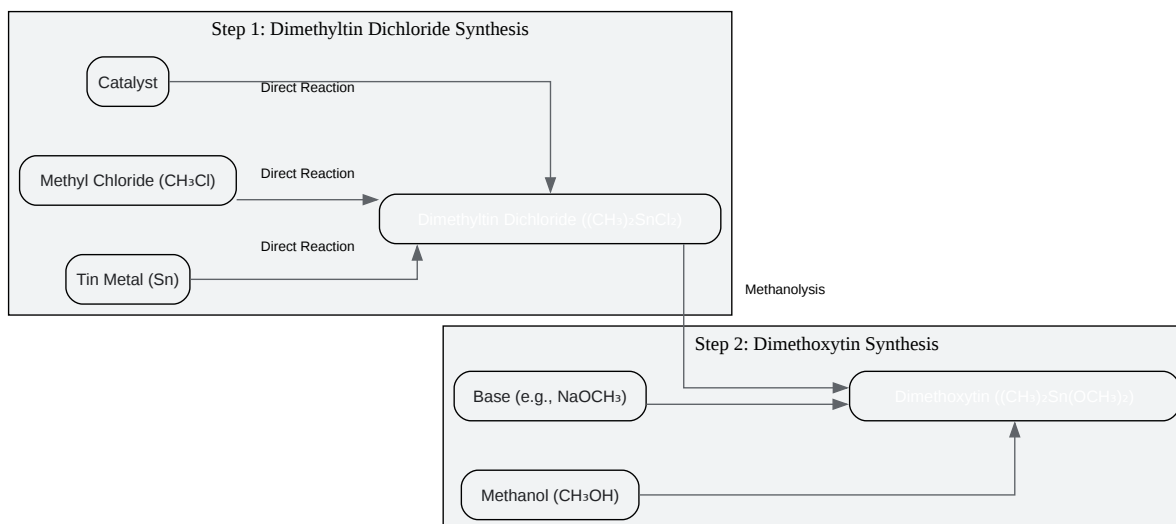 Step 1: Dimethyltin Dichloride Synthesis
Catalyst
Direct Reaction
Methyl Chloride (CH₃Cl)
Direct Reaction
Dimethyltin Dichloride ((CH₃)₂SnCl₂)
Direct Reaction
Tin Metal (Sn)
Methanolysis
Step 2: Dimethoxytin Synthesis
Base (e.g., NaOCH₃)
Dimethoxytin ((CH₃)₂Sn(OCH₃)₂)
Methanol (CH₃OH)